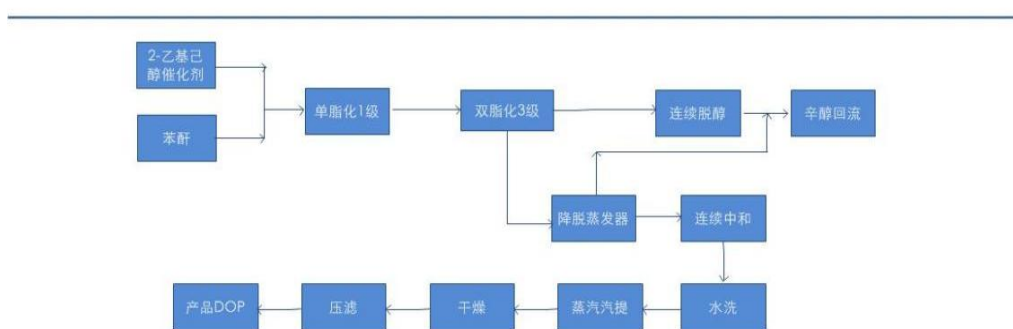 2-乙基己
醇催化剂
苯酐
单脂化1级
双脂化3级
连续脱醇
辛醇回流
降脱蒸发器
连续中和
产品DOP
压滤
干燥
蒸汽汽提
水洗